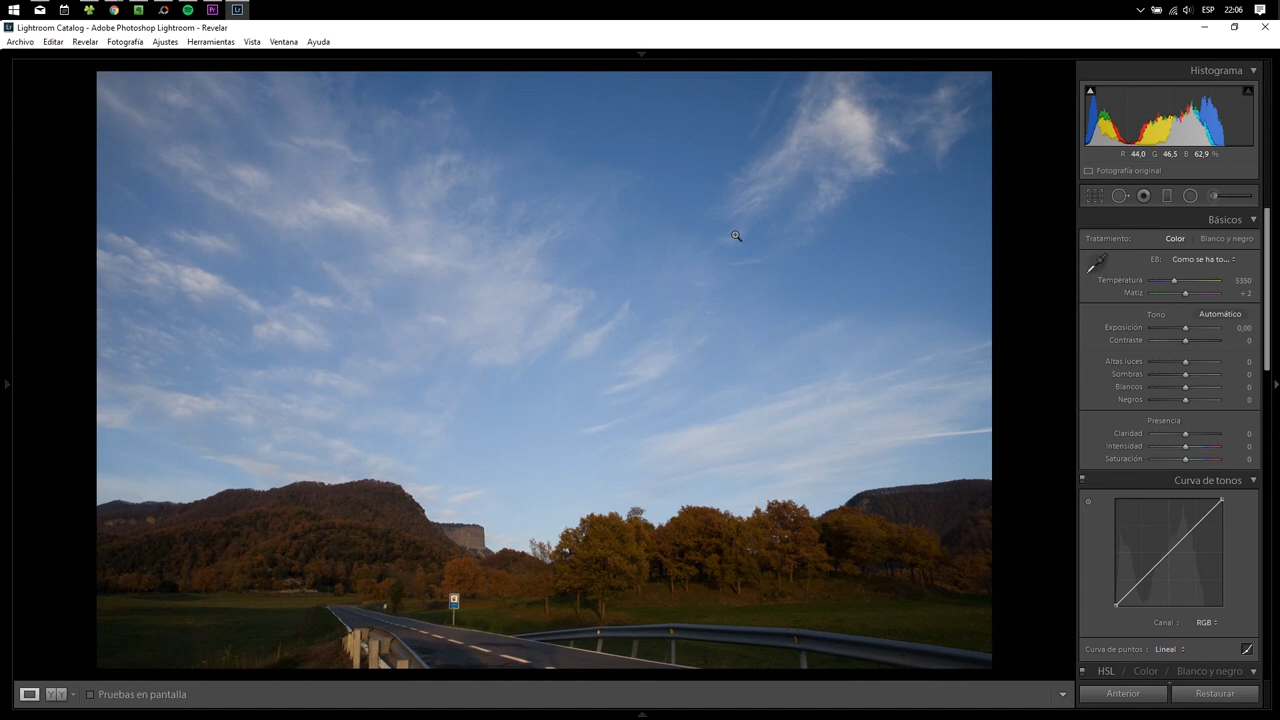 Pr
Lr
ESP
22:06
Lr
Lightroom Catalog - Adobe Photoshop Lightroom - Revelar
Archivo Editar Revelar Fotografía Ajustes Herramientas Vista Ventana Ayuda
Histograma
R 44,0 G 46,5 B 62,9 %
Fotografía original
Básicos
Tratamiento: Color Blanco y negro
EB: Como se ha to...
Temperatura 5350
Matiz + 2
Tono Automático
Exposición 0,00
Contraste 0
Altas luces 0
Sombras 0
Blancos 0
Negros 0
Presencia
Claridad 0
Intensidad 0
Saturación 0
Curva de tonos
Canal : RGB
Curva de puntos : Lineal
HSL / Color / Blanco y negro
YY
Pruebas en pantalla
Anterior Restaurar